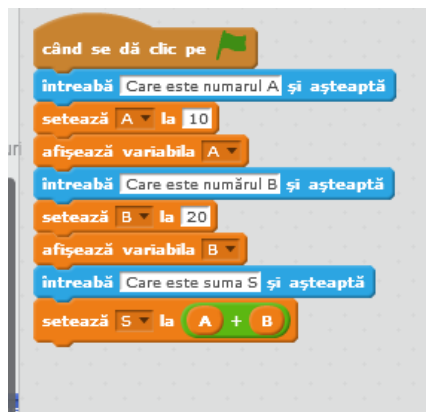 când se dă clic pe
întreabă Care este numarul A și așteaptă
setează A la 10
afișează variabila A
întreabă Care este numărul B și așteaptă
setează B la 20
afișează variabila B
întreabă Care este suma S și așteaptă
setează S la A + B